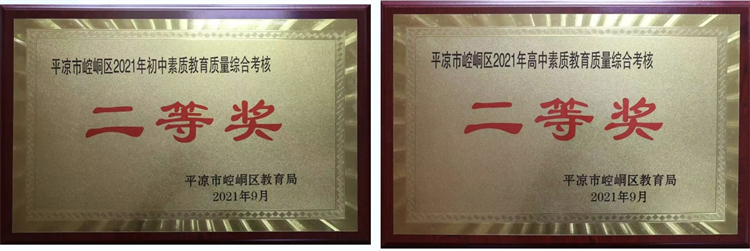 平凉市崆峒区2021年初中素质教育质量综合考核
二等奖
平凉市崆峒区教育局
2021年9月
平凉市崆峒区2021年高中素质教育质量综合考核
二等奖
平凉市崆峒区教育局
2021年9月